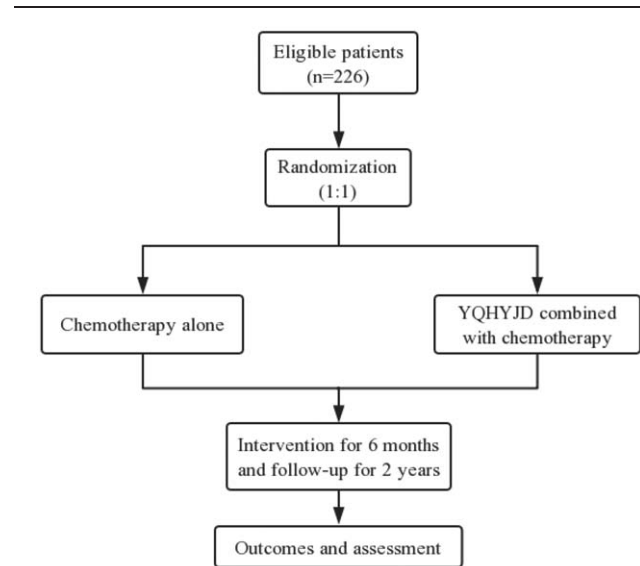 Eligible patients
(n=226)
Randomization
(1:1)
Chemotherapy alone
YQHYJD combined
with chemotherapy
Intervention for 6 months
and follow-up for 2 years
Outcomes and assessment